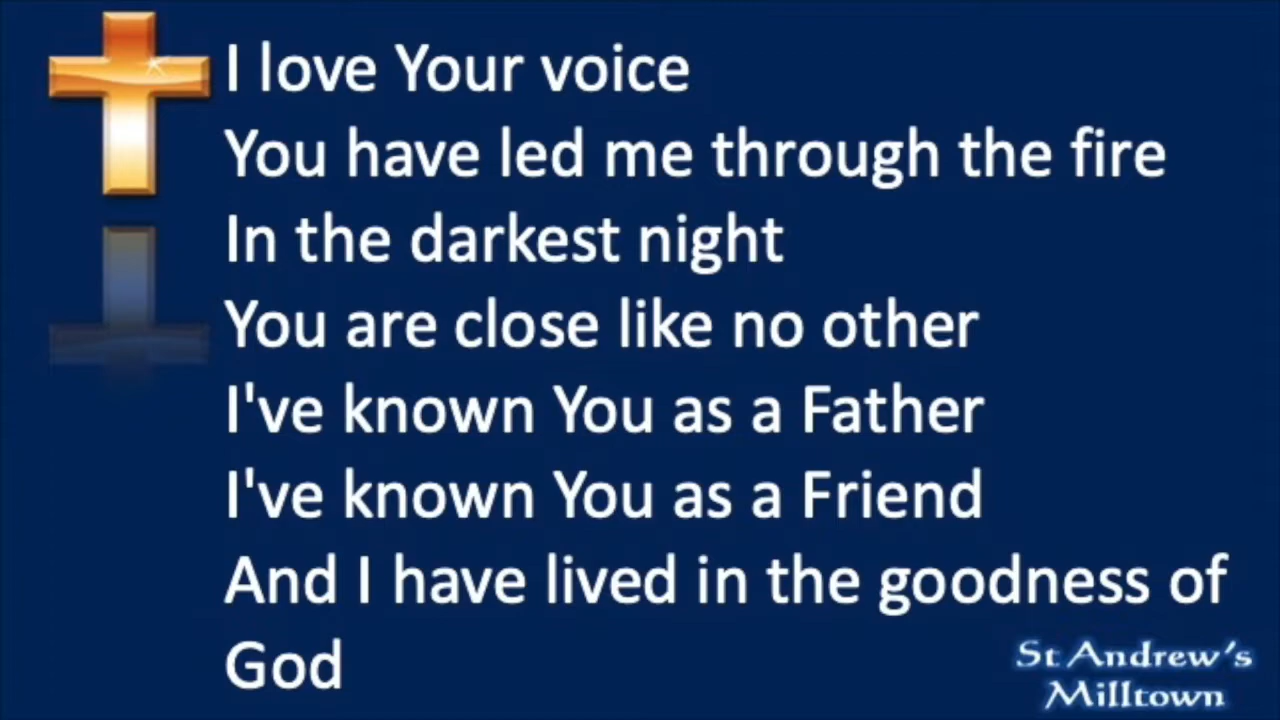 I love Your voice
You have led me through the fire
In the darkest night
You are close like no other
I've known You as a Father
I've known You as a Friend
And I have lived in the goodness of
God
St Andrew's
Milltown